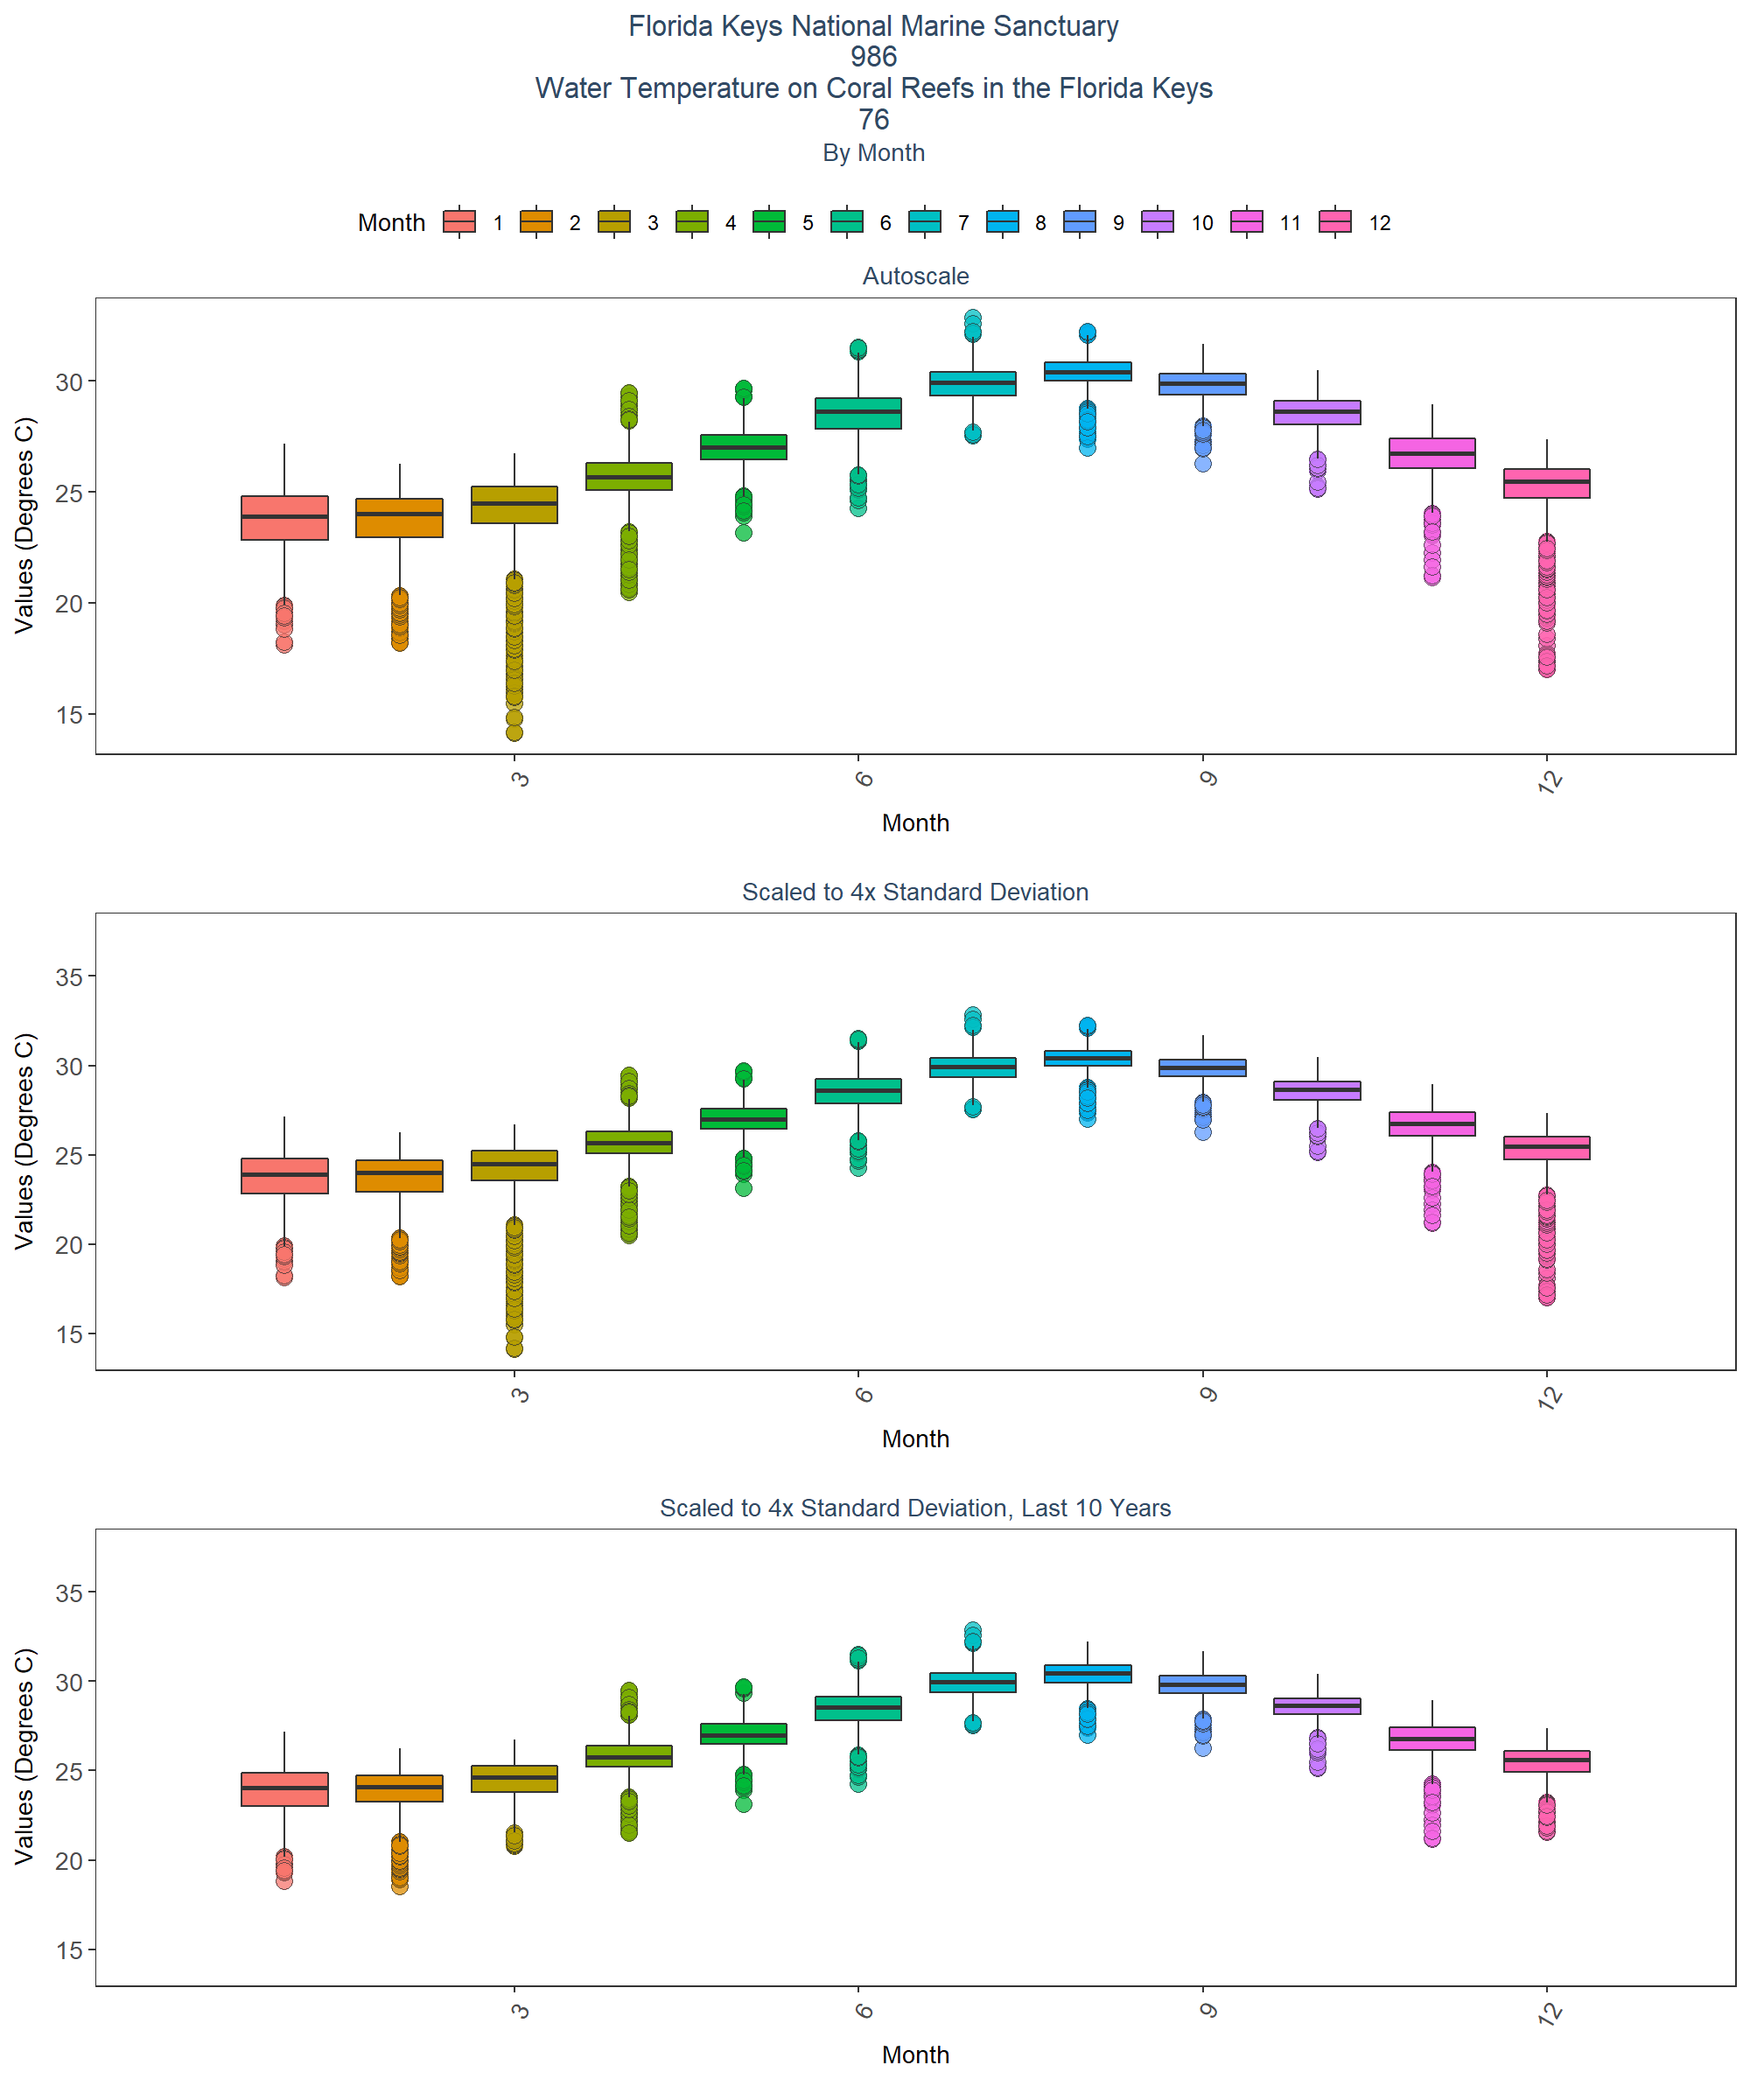 Florida Keys National Marine Sanctuary
986
Water Temperature on Coral Reefs in the Florida Keys
76
By Month
Month 1 2 3 4 5 6 7 8 9 10 11 12
Autoscale
Values (Degrees C)
30
25
20
15
3 6 9 12
Month
Scaled to 4x Standard Deviation
Values (Degrees C)
35
30
25
20
15
3 6 9 12
Month
Scaled to 4x Standard Deviation, Last 10 Years
Values (Degrees C)
35
30
25
20
15
3 6 9 12
Month